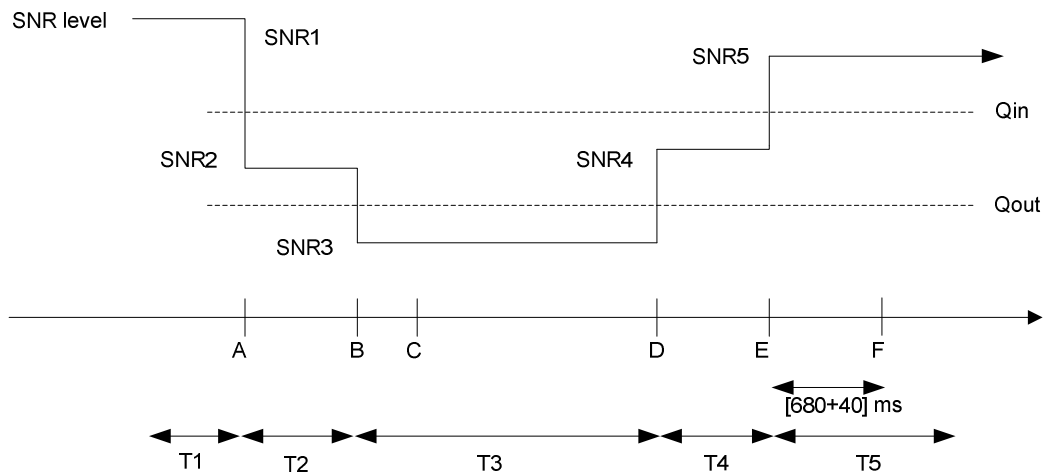 SNR level
SNR1
SNR5
Qin
SNR2
SNR4
Qout
SNR3
A
B
C
D
E
F
[680+40] ms
T1
T2
T3
T4
T5